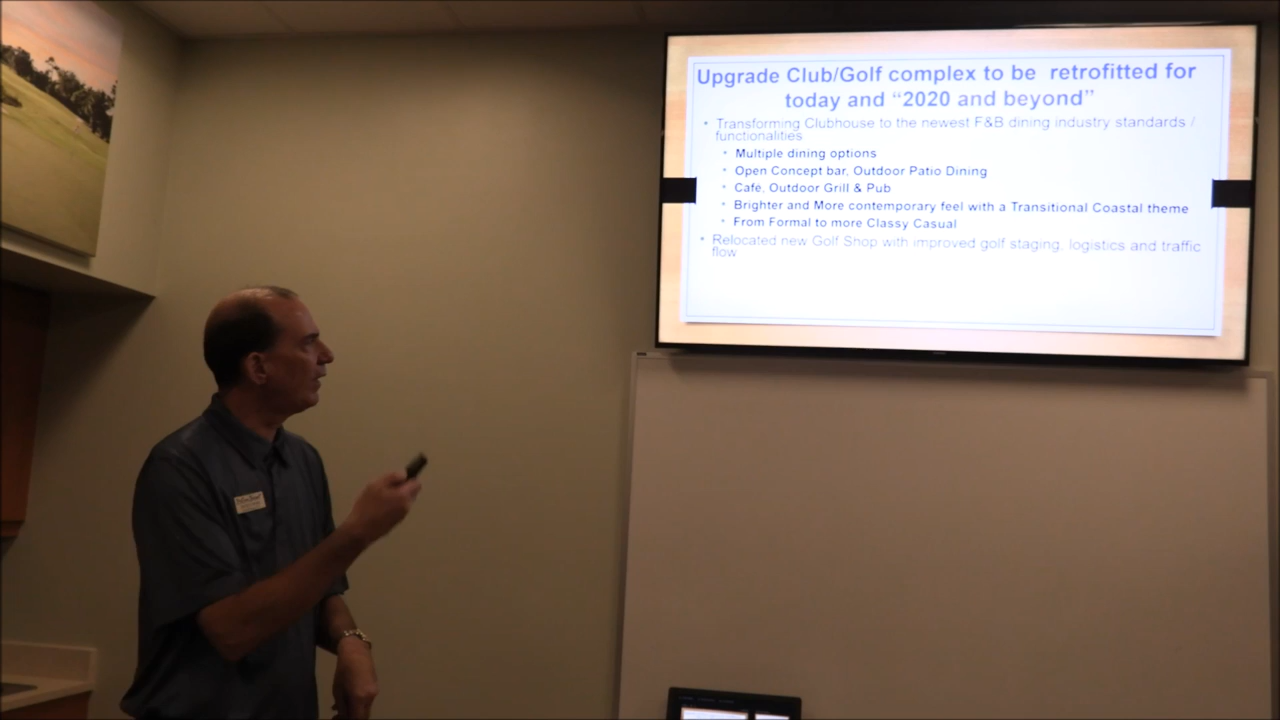 Upgrade Club/Golf complex to be retrofitted for
today and “2020 and beyond”
• Transforming Clubhouse to the newest F&B dining industry standards /
functionalities
• Multiple dining options
• Open Concept bar, Outdoor Patio Dining
• Café, Outdoor Grill & Pub
• Brighter and More contemporary feel with a Transitional Coastal theme
• From Formal to more Classy Casual
• Relocated new Golf Shop with improved golf staging, logistics and traffic
flow